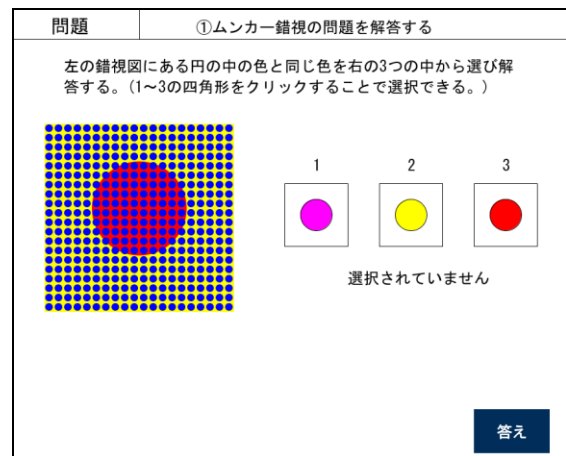 問題
①ムンカー錯視の問題を解答する
左の錯視図にある円の中の色と同じ色を右の3つの中から選び解
答する。(1～3の四角形をクリックすることで選択できる。)
1 2 3
選択されていません
答え